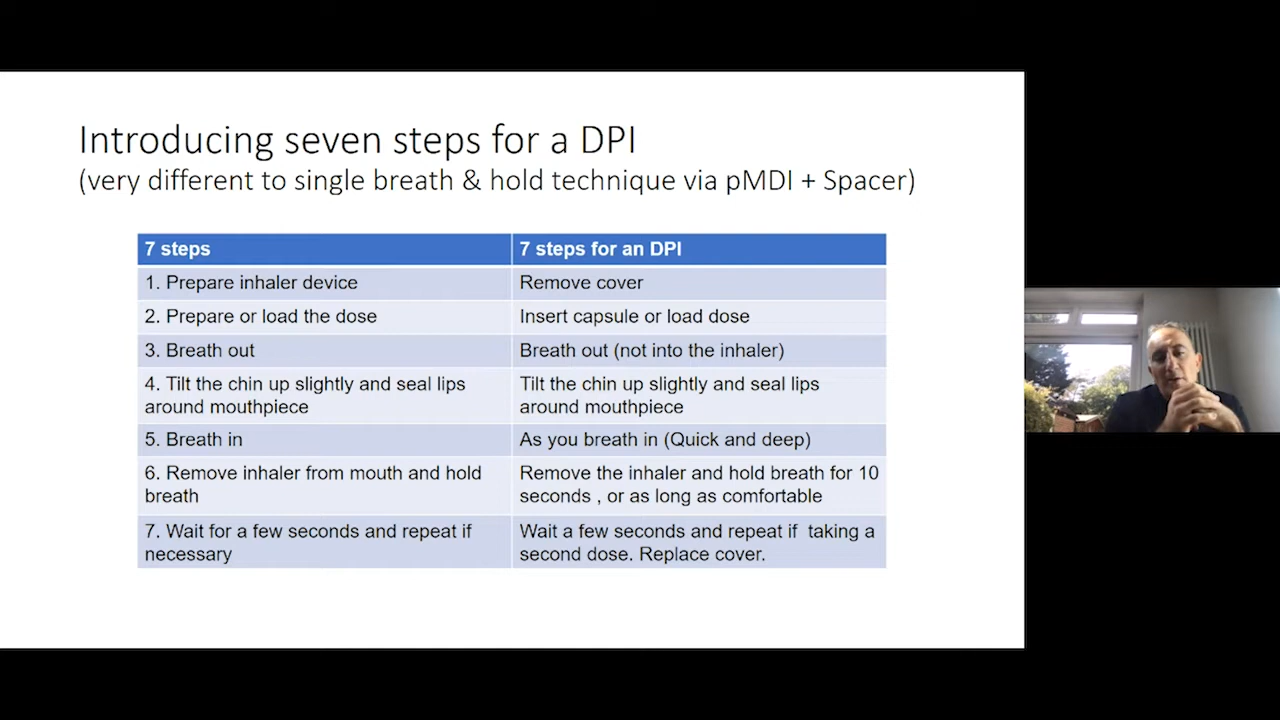 Introducing seven steps for a DPI
(very different to single breath & hold technique via pMDI + Spacer)
7 steps
7 steps for an DPI
1. Prepare inhaler device
Remove cover
2. Prepare or load the dose
Insert capsule or load dose
3. Breath out
Breath out (not into the inhaler)
4. Tilt the chin up slightly and seal lips
around mouthpiece
Tilt the chin up slightly and seal lips
around mouthpiece
5. Breath in
As you breath in (Quick and deep)
6. Remove inhaler from mouth and hold
breath
Remove the inhaler and hold breath for 10
seconds , or as long as comfortable
7. Wait for a few seconds and repeat if
necessary
Wait a few seconds and repeat if  taking a
second dose. Replace cover.